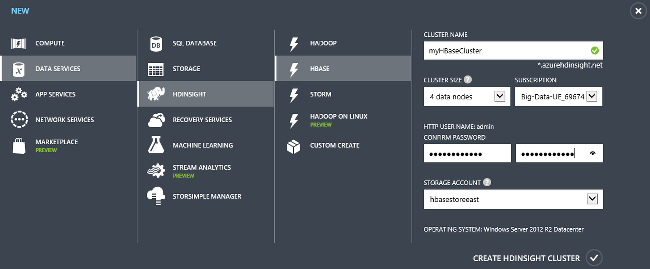 NEW
COMPUTE
DATA SERVICES
APP SERVICES
NETWORK SERVICES
MARKETPLACE
PREVIEW
SQL DATABASE
STORAGE
HDINSIGHT
RECOVERY SERVICES
MACHINE LEARNING
STREAM ANALYTICS
PREVIEW
STORSIMPLE MANAGER
HADOOP
HBASE
STORM
HADOOP ON LINUX
PREVIEW
CUSTOM CREATE
CLUSTER NAME
myHBaseCluster
*.azurehdinsight.net
CLUSTER SIZE ? SUBSCRIPTION
4 data nodes Big-Data-UE_69674
HTTP USER NAME: admin
CONFIRM PASSWORD
STORAGE ACCOUNT ?
hbasestoreeast
OPERATING SYSTEM: Windows Server 2012 R2 Datacenter
CREATE HDINSIGHT CLUSTER